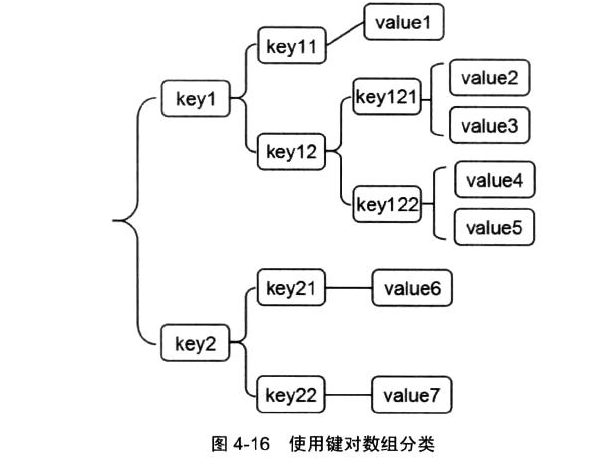 value1
key11
key1
key121
value2
value3
key12
key122
value4
value5
key21
value6
key2
key22
value7
图 4-16 使用键对数组分类